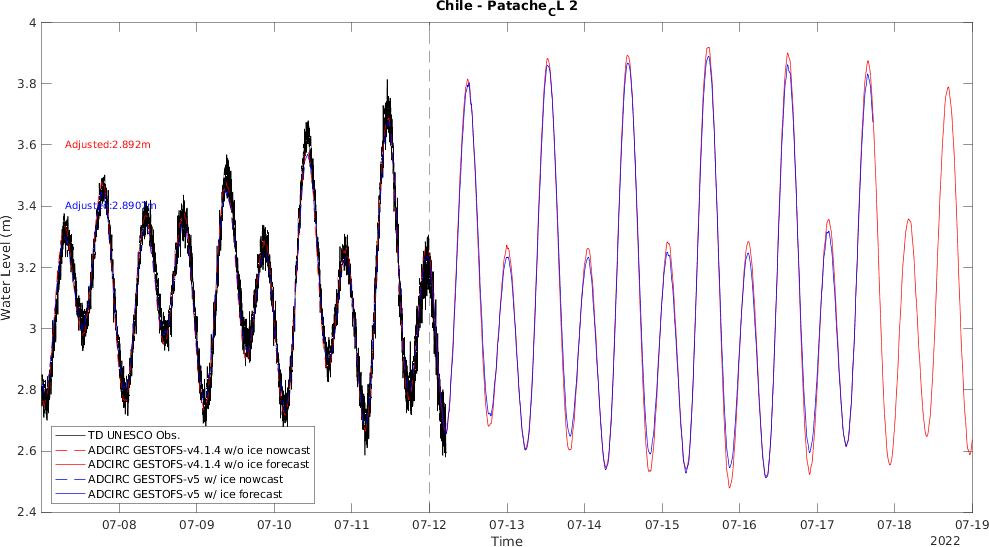 Chile - Patache_CL 2
4
3.8
3.6
3.4
3.2
3
2.8
2.6
2.4
Water Level (m)
Adjusted:2.892m
Adjusted:2.8902m
TD UNESCO Obs.
ADCIRC GESTOFS-v4.1.4 w/o ice nowcast
ADCIRC GESTOFS-v4.1.4 w/o ice forecast
ADCIRC GESTOFS-v5 w/ ice nowcast
ADCIRC GESTOFS-v5 w/ ice forecast
07-08 07-09 07-10 07-11 07-12 07-13 07-14 07-15 07-16 07-17 07-18 07-19
Time
2022